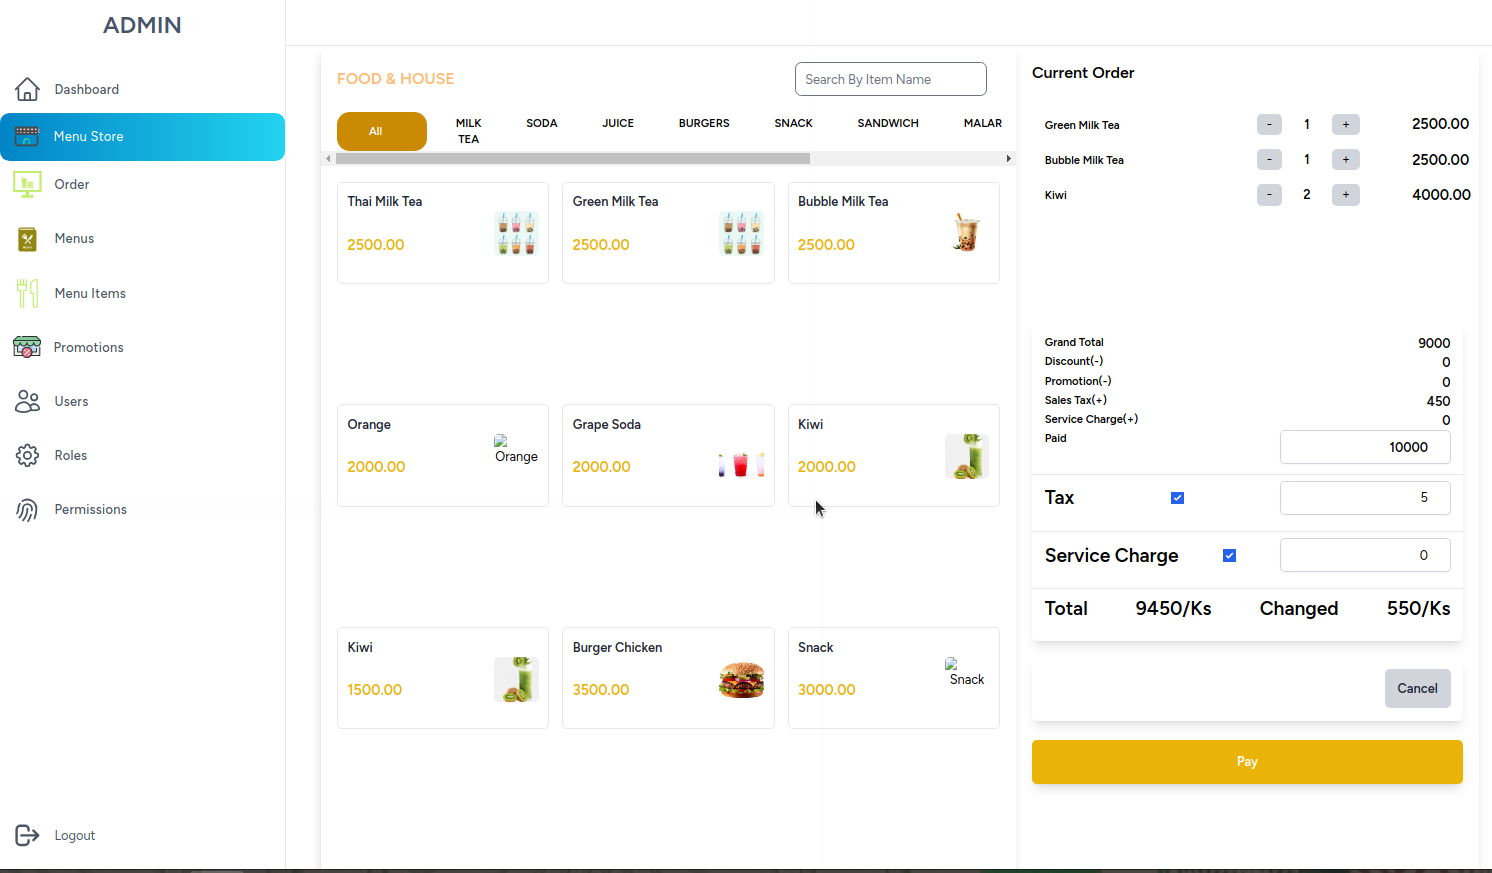 ADMIN
Dashboard
Menu Store
Order
Menus
Menu Items
Promotions
Users
Roles
Permissions
Logout
FOOD & HOUSE
Search By Item Name
All
MILK TEA
SODA
JUICE
BURGERS
SNACK
SANDWICH
MALAR
Thai Milk Tea
2500.00
Green Milk Tea
2500.00
Bubble Milk Tea
2500.00
Orange
2000.00
Orange
Grape Soda
2000.00
Kiwi
2000.00
Kiwi
1500.00
Burger Chicken
3500.00
Snack
3000.00
Snack
Current Order
Green Milk Tea - 1 + 2500.00
Bubble Milk Tea - 1 + 2500.00
Kiwi - 2 + 4000.00
Grand Total 9000
Discount(-) 0
Promotion(-) 0
Sales Tax(+) 450
Service Charge(+) 0
Paid 10000
Tax 5
Service Charge 0
Total 9450/Ks Changed 550/Ks
Cancel
Pay